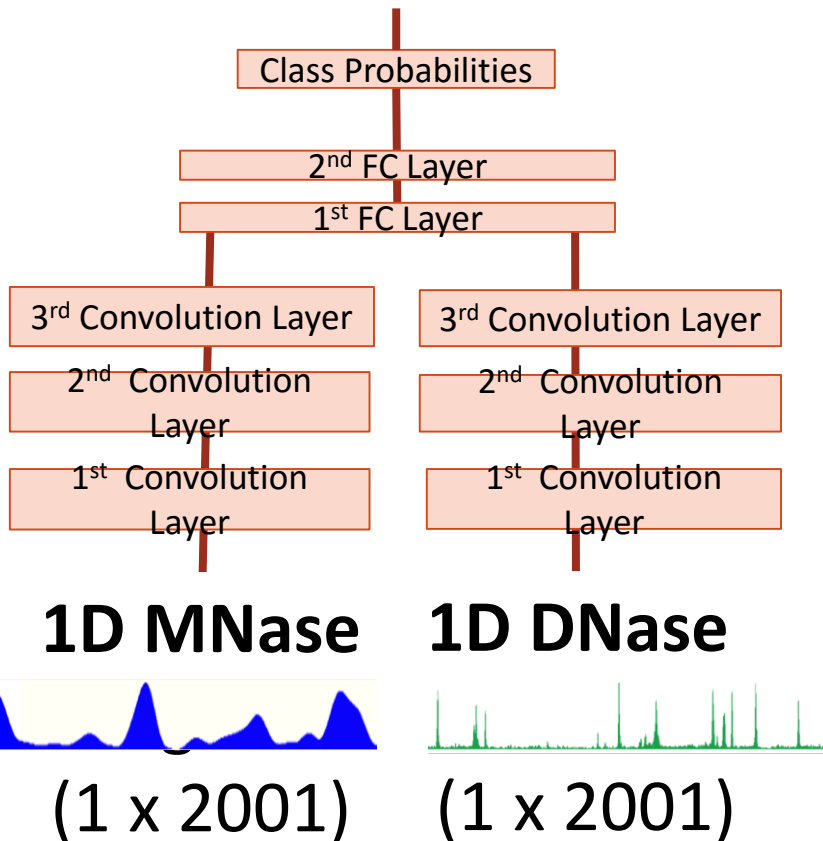 Class Probabilities
2nd FC Layer
1st FC Layer
3rd Convolution Layer
3rd Convolution Layer
2nd Convolution
Layer
2nd Convolution
Layer
1st Convolution
Layer
1st Convolution
Layer
1D MNase
1D DNase
(1 x 2001)
(1 x 2001)